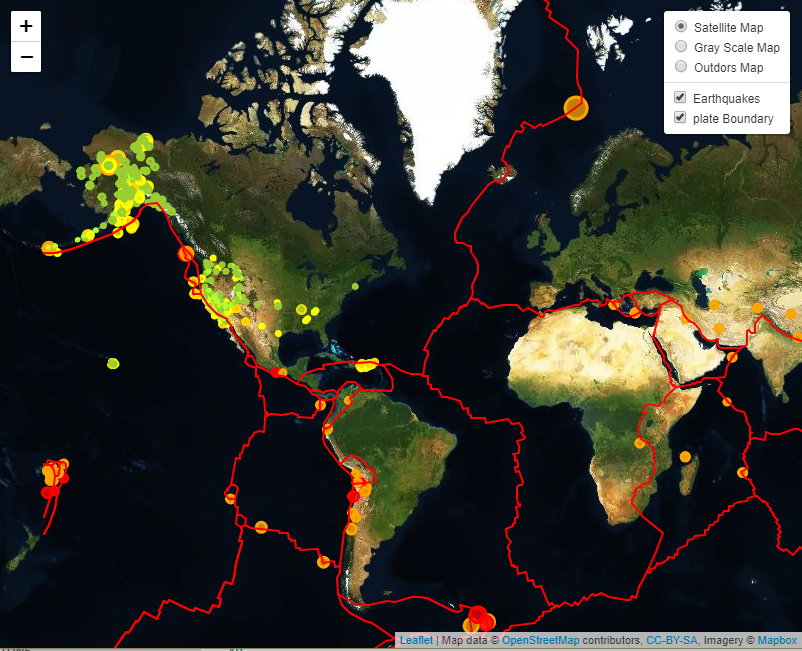 +
−
Satellite Map
Gray Scale Map
Outdors Map
Earthquakes
plate Boundary
Leaflet | Map data © OpenStreetMap contributors, CC-BY-SA, Imagery © Mapbox